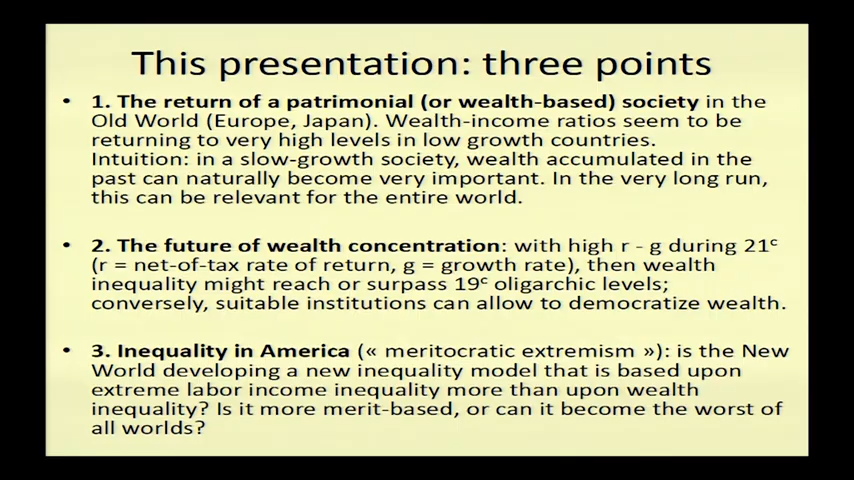 This presentation: three points
• 1. The return of a patrimonial (or wealth-based) society in the
Old World (Europe, Japan). Wealth-income ratios seem to be
returning to very high levels in low growth countries.
Intuition: in a slow-growth society, wealth accumulated in the
past can naturally become very important. In the very long run,
this can be relevant for the entire world.
• 2. The future of wealth concentration: with high r - g during 21ᶜ
(r = net-of-tax rate of return, g = growth rate), then wealth
inequality might reach or surpass 19ᶜ oligarchic levels;
conversely, suitable institutions can allow to democratize wealth.
• 3. Inequality in America (« meritocratic extremism »): is the New
World developing a new inequality model that is based upon
extreme labor income inequality more than upon wealth
inequality? Is it more merit-based, or can it become the worst of
all worlds?